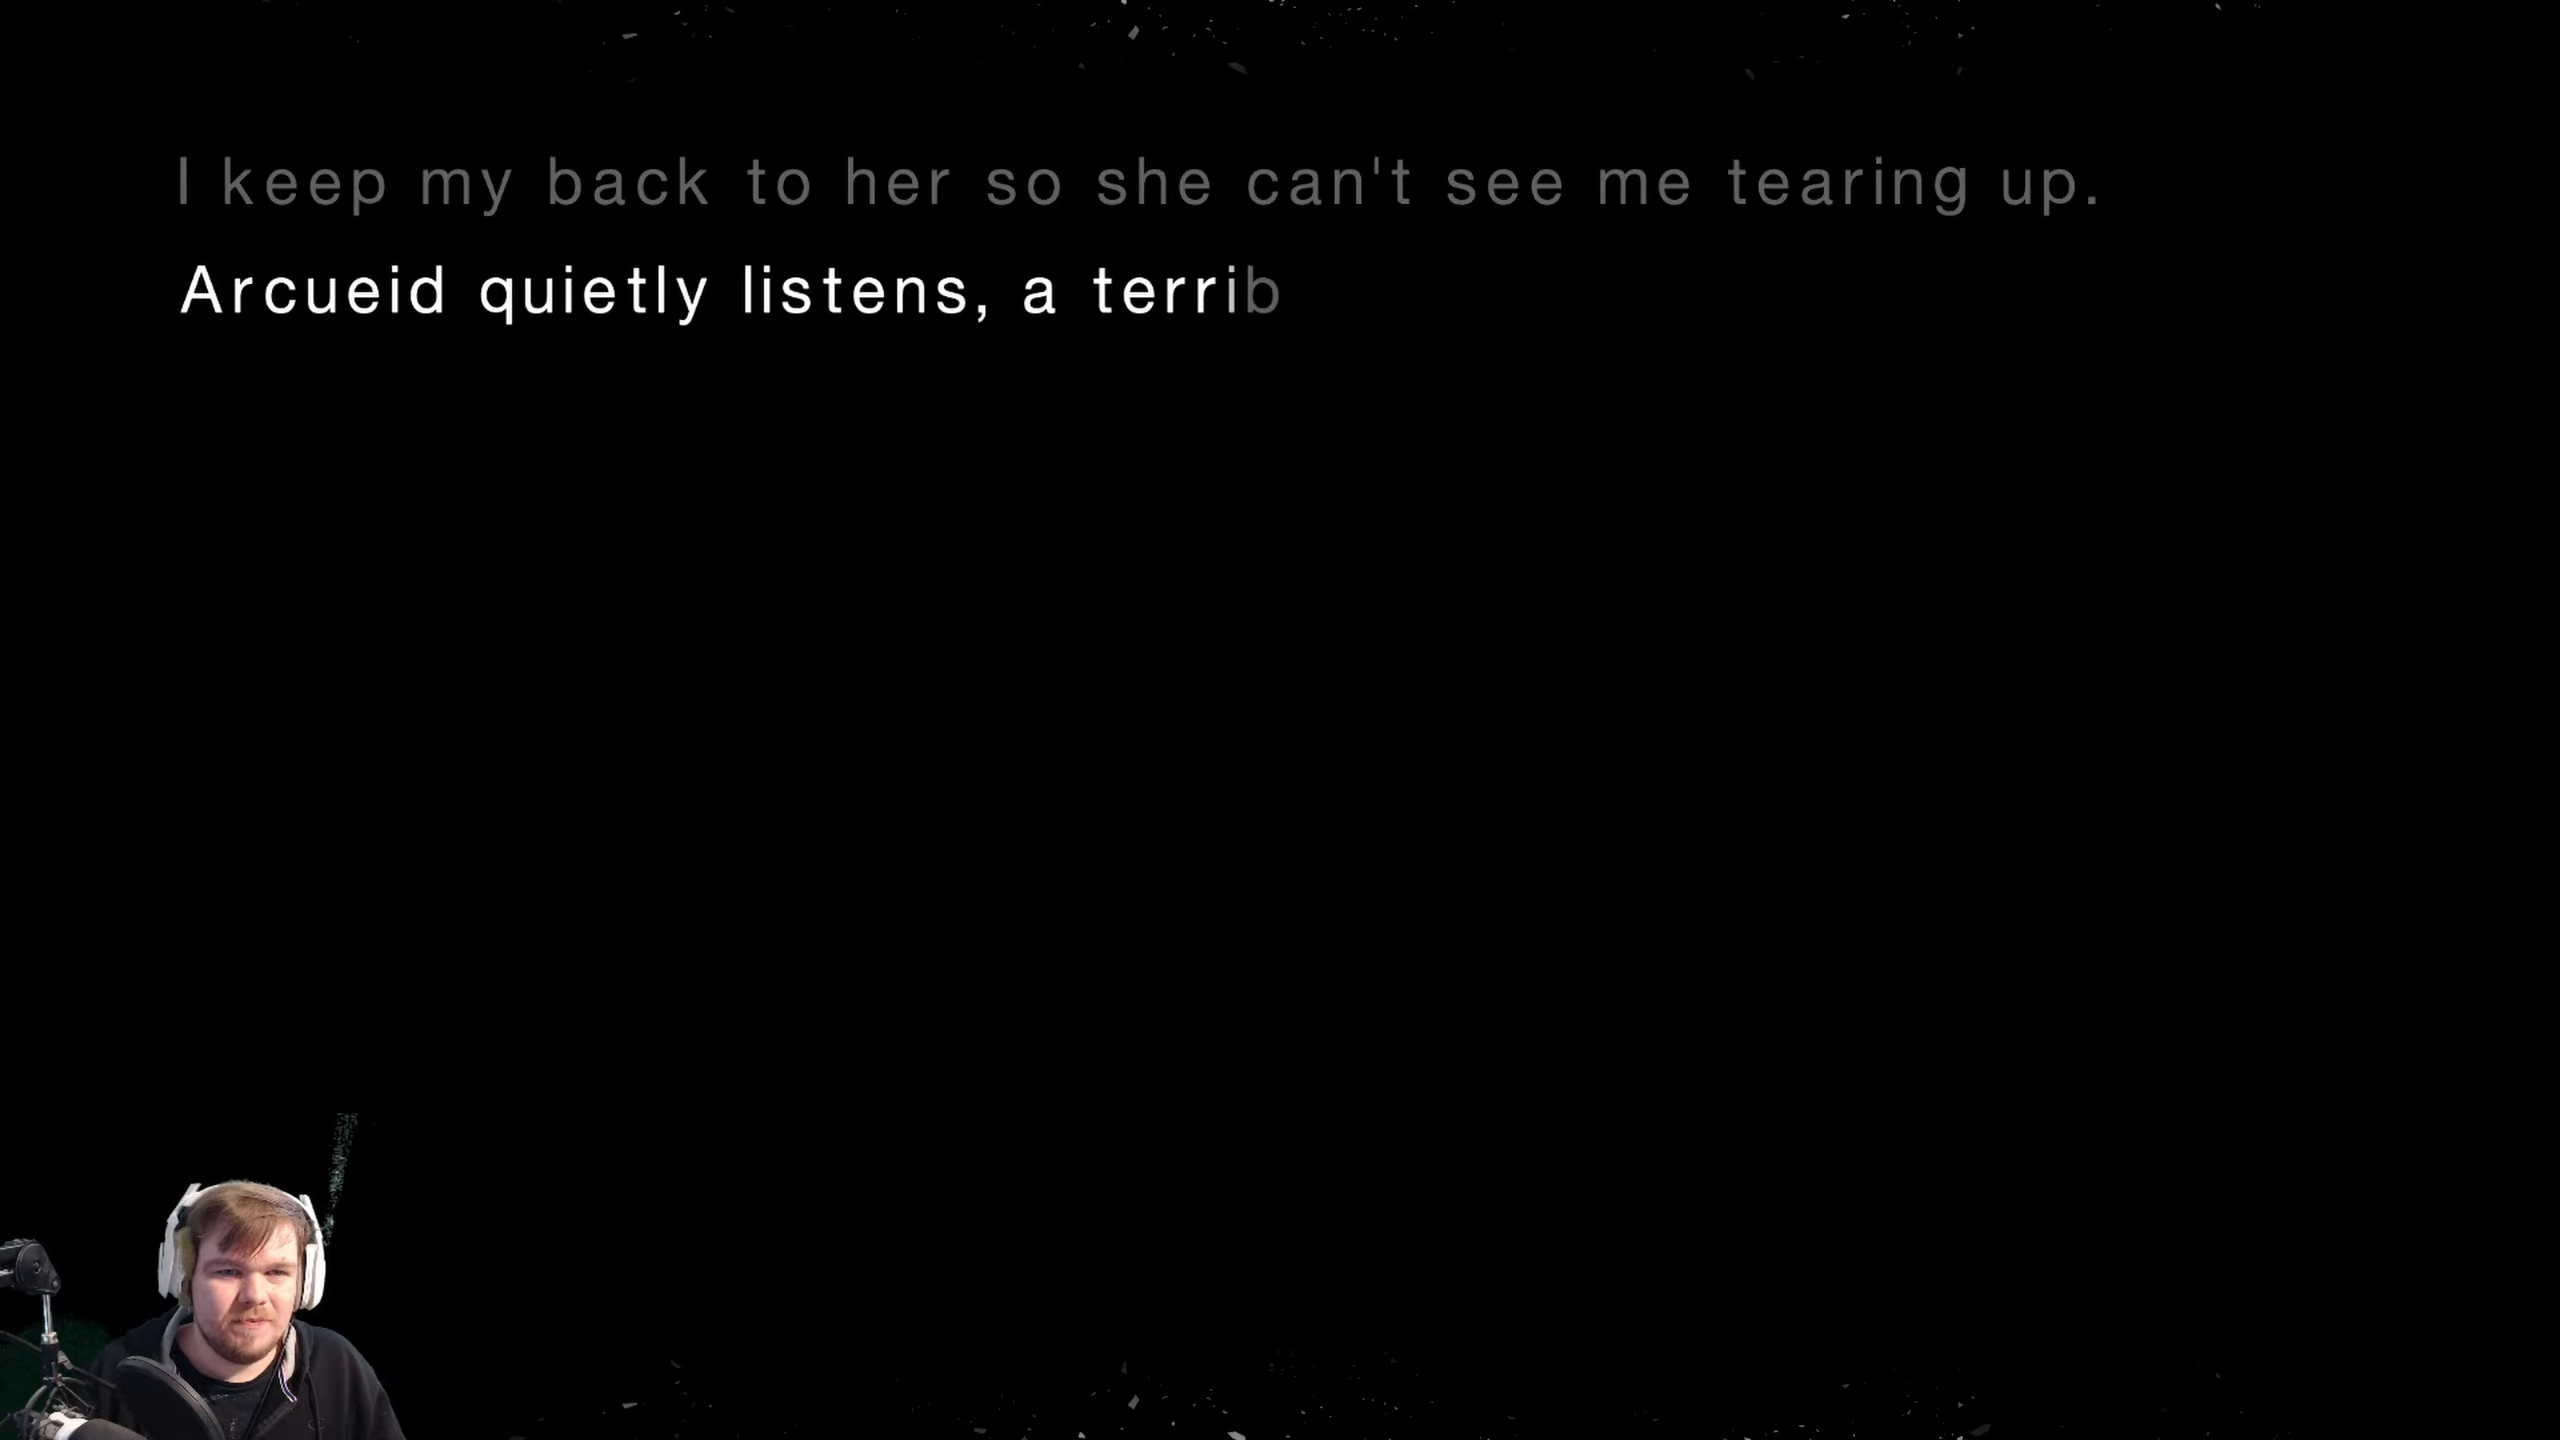 I keep my back to her so she can't see me tearing up.
Arcueid quietly listens, a terrib